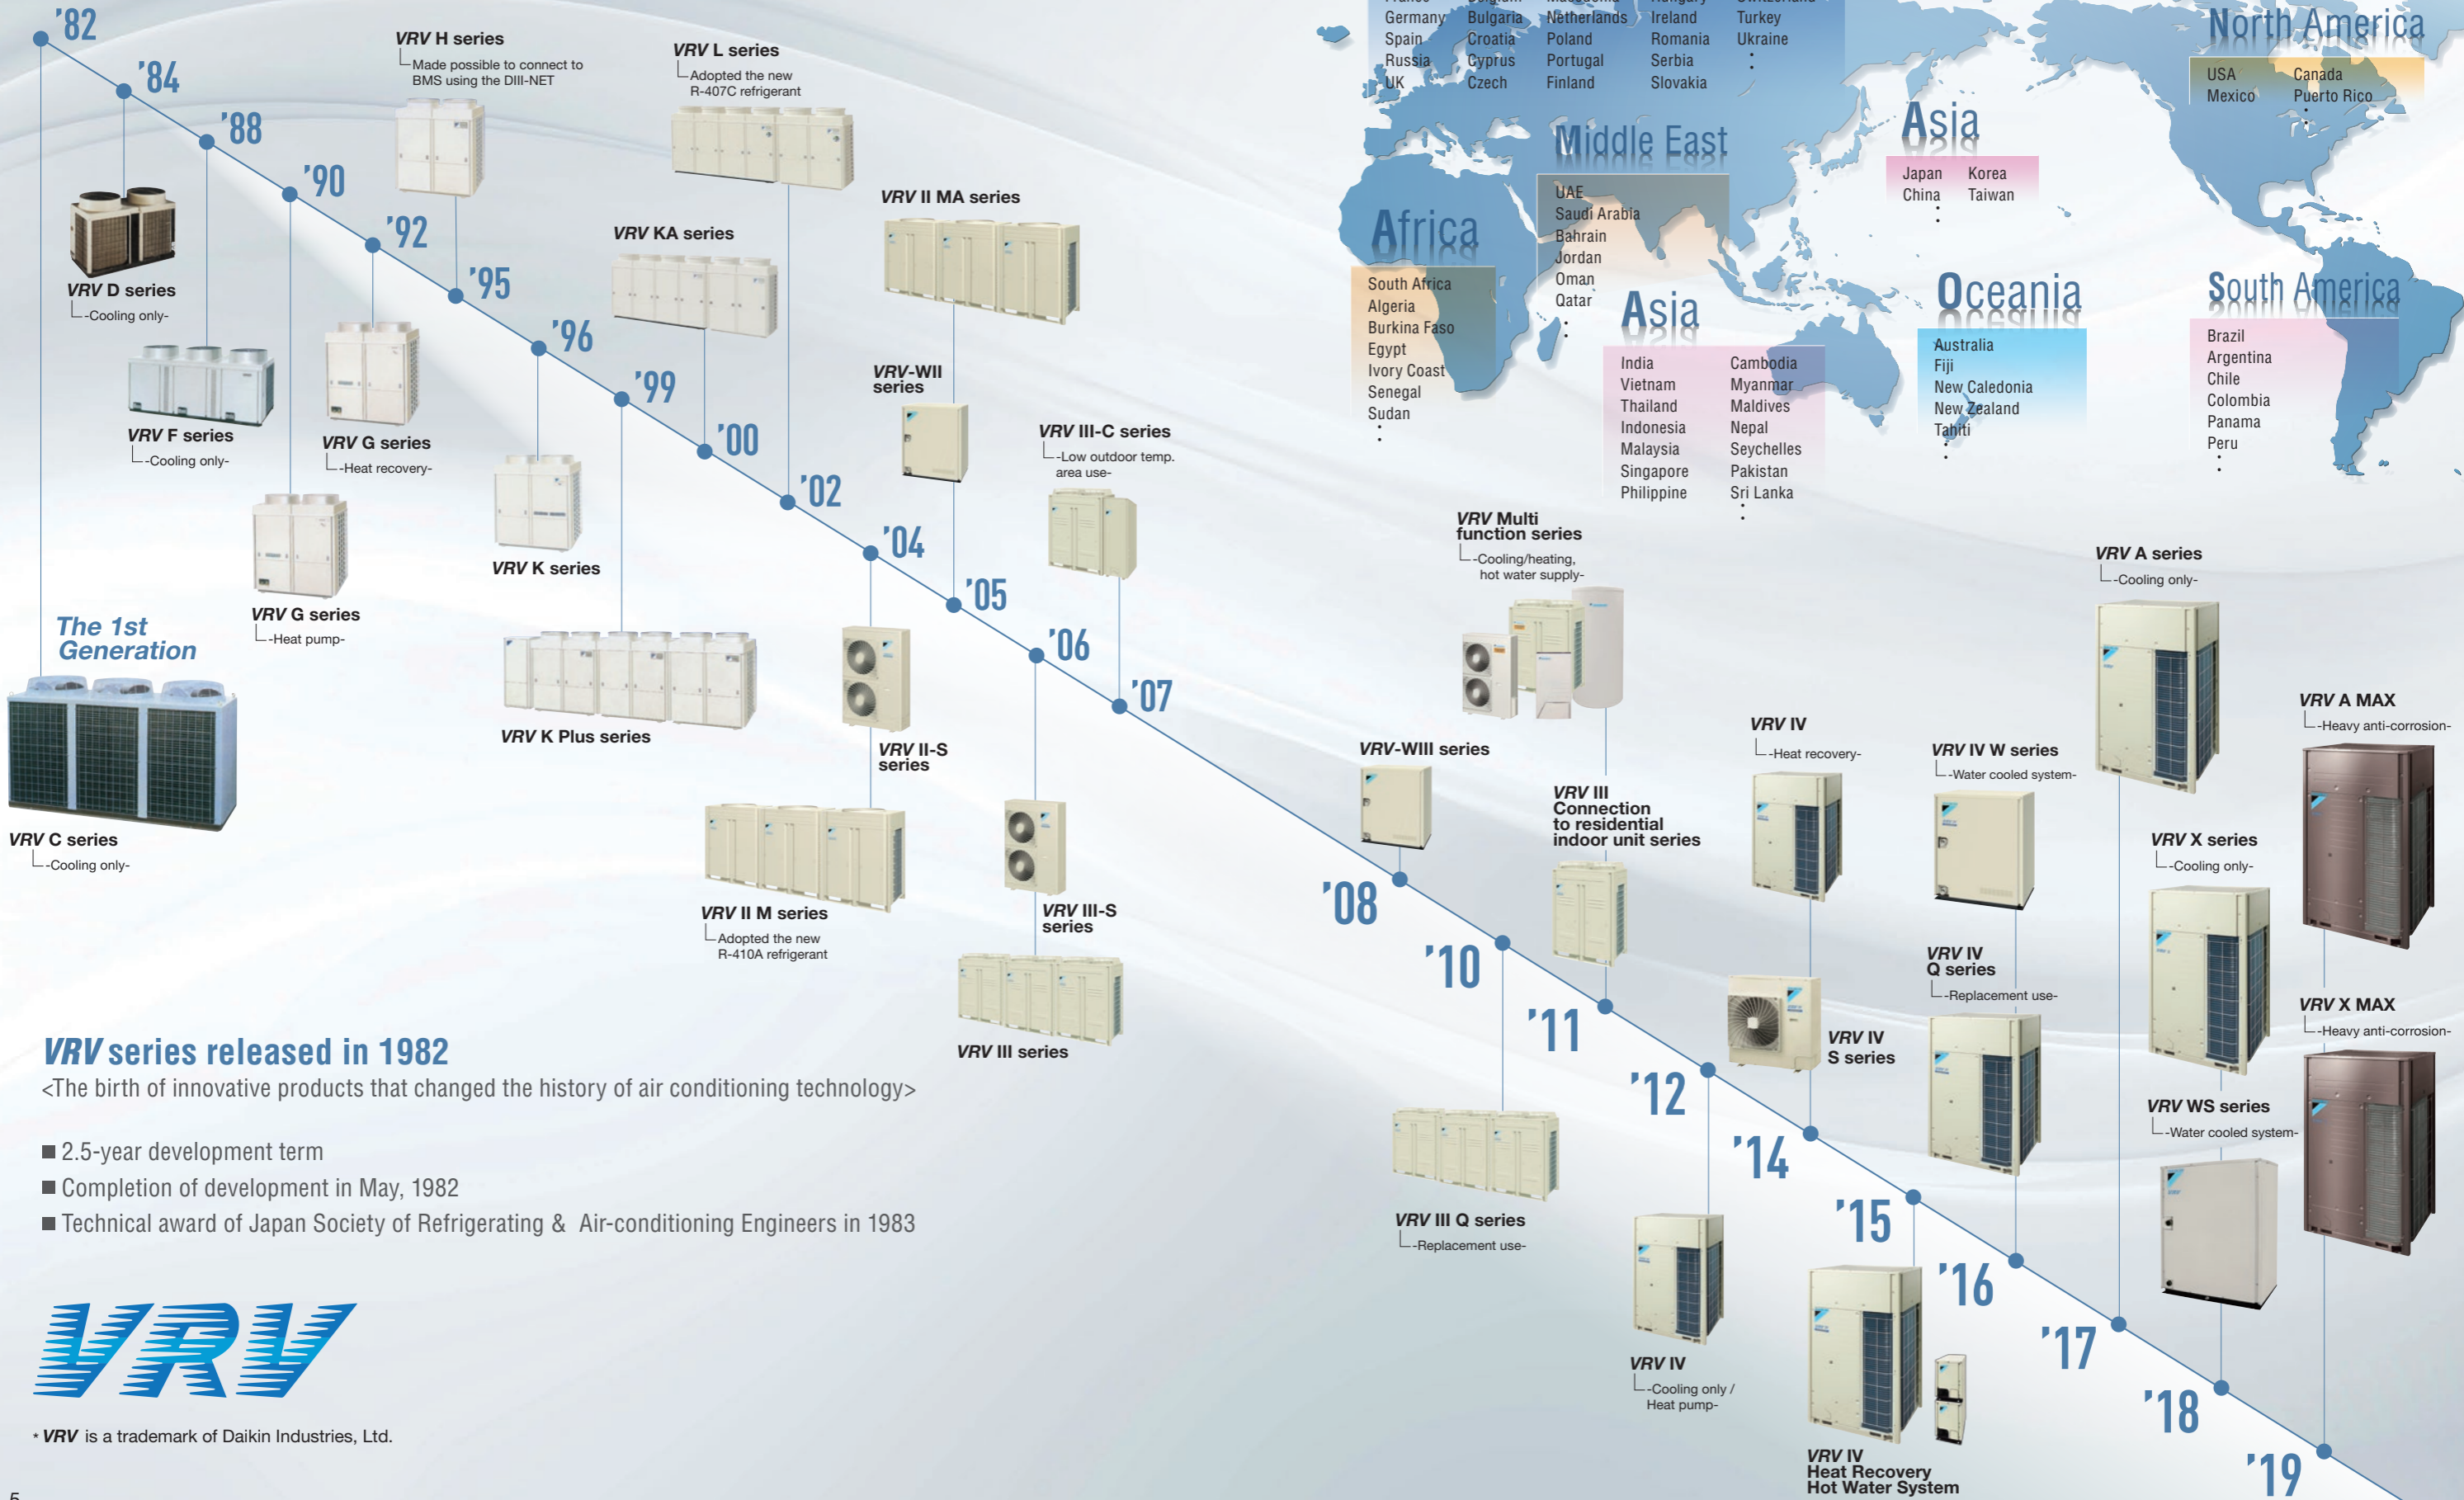 '82
'84
'88
'90
'92
'95
'96
'99
'00
'02
'04
'05
'06
'07
'08
'10
'11
'12
'14
'15
'16
'17
'18
'19
The 1st
Generation
VRV C series
-Cooling only-
VRV D series
-Cooling only-
VRV F series
-Cooling only-
VRV G series
-Heat pump-
VRV G series
-Heat recovery-
VRV H series
Made possible to connect to
BMS using the DIII-NET
VRV K series
VRV K Plus series
VRV KA series
VRV L series
Adopted the new
R-407C refrigerant
VRV II-S
series
VRV II M series
Adopted the new
R-410A refrigerant
VRV II MA series
VRV-WII
series
VRV III-S
series
VRV III series
VRV III-C series
-Low outdoor temp.
area use-
VRV-WIII series
VRV III Q series
-Replacement use-
VRV Multi
function series
-Cooling/heating,
hot water supply-
VRV III
Connection
to residential
indoor unit series
VRV IV
-Cooling only /
Heat pump-
VRV IV
-Heat recovery-
VRV IV
S series
VRV IV
Heat Recovery
Hot Water System
VRV IV W series
-Water cooled system-
VRV IV
Q series
-Replacement use-
VRV A series
-Cooling only-
VRV X series
-Cooling only-
VRV WS series
-Water cooled system-
VRV A MAX
-Heavy anti-corrosion-
VRV X MAX
-Heavy anti-corrosion-
Germany Bulgaria Netherlands Ireland Turkey
Spain Croatia Poland Romania Ukraine
Russia Cyprus Portugal Serbia
UK Czech Finland Slovakia
Middle East
UAE
Saudi Arabia
Bahrain
Jordan
Oman
Qatar
Africa
South Africa
Algeria
Burkina Faso
Egypt
Ivory Coast
Senegal
Sudan
Asia
India Cambodia
Vietnam Myanmar
Thailand Maldives
Indonesia Nepal
Malaysia Seychelles
Singapore Pakistan
Philippine Sri Lanka
Asia
Japan Korea
China Taiwan
Oceania
Australia
Fiji
New Caledonia
New Zealand
Tahiti
North America
USA Canada
Mexico Puerto Rico
South America
Brazil
Argentina
Chile
Colombia
Panama
Peru
VRV series released in 1982
<The birth of innovative products that changed the history of air conditioning technology>
■ 2.5-year development term
■ Completion of development in May, 1982
■ Technical award of Japan Society of Refrigerating & Air-conditioning Engineers in 1983
VRV
* VRV is a trademark of Daikin Industries, Ltd.